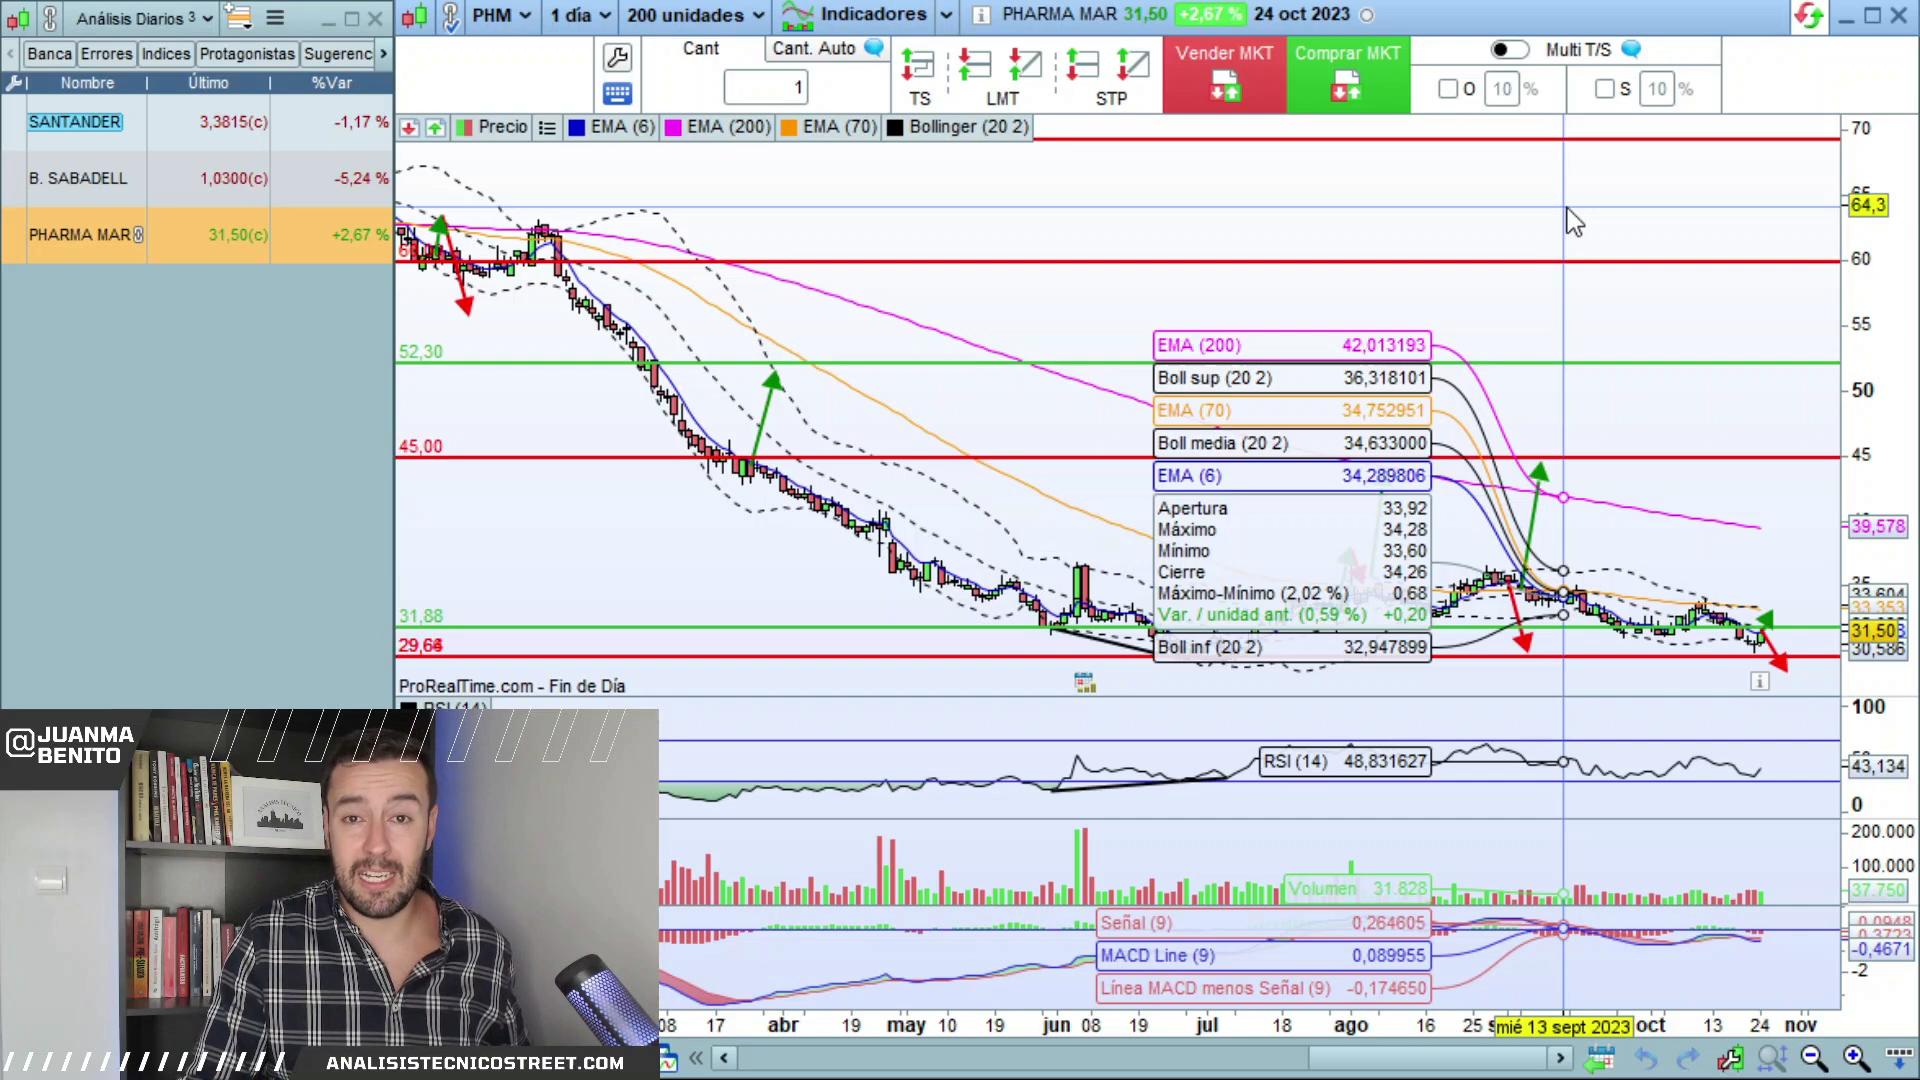 Análisis Diarios 3
Banca Errores Indices Protagonistas Sugerenc
Nombre Último %Var
SANTANDER 3,3815(c) -1,17 %
B. SABADELL 1,0300(c) -5,24 %
PHARMA MAR 31,50(c) +2,67 %
PHM 1 día 200 unidades Indicadores PHARMA MAR 31,50 +2,67 % 24 oct 2023
Cant Cant. Auto
1
TS LMT STP
Vender MKT Comprar MKT
Multi T/S
O 10 % S 10 %
Precio EMA (6) EMA (200) EMA (70) Bollinger (20 2)
70
64,3
60
55
52,30
50
45,00
45
EMA (200) 42,013193
Boll sup (20 2) 36,318101
EMA (70) 34,752951
Boll media (20 2) 34,633000
EMA (6) 34,289806
Apertura 33,92
Máximo 34,28
Mínimo 33,60
Cierre 34,26
Máximo-Mínimo (2,02 %) 0,68
Var. / unidad ant. (0,59 %) +0,20
Boll inf (20 2) 32,947899
39,578
33,604
33,353
31,88
31,50
30,586
ProRealTime.com - Fin de Día
RSI (14)
100
RSI (14) 48,831627
43,134
0
200.000
100.000
Volumen 31.828
37.750
Señal (9) 0,264605
MACD Line (9) 0,089955
Línea MACD menos Señal (9) -0,174650
-0,4671
-2
08 17 abr 19 may 10 19 jun 08 19 jul 18 ago 16 25 mié 13 sept 2023 oct 13 24 nov
@JUANMA
BENITO
ANÁLISIS TÉCNICO
ANALISISTECNICOSTREET.COM